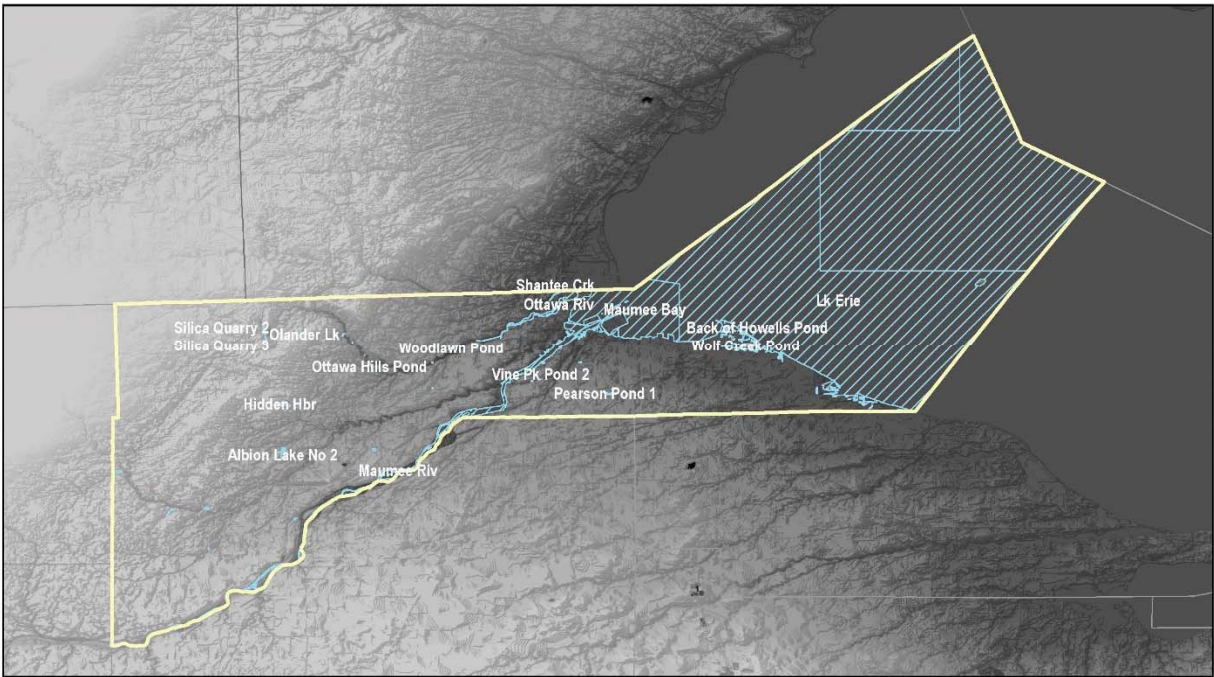 Shantee Crk
Ottawa Riv
Lk Erie
Maumee Bay
Silica Quarry 2
Olander Lk
Back of Howells Pond
Silica Quarry 3
Woodlawn Pond
Wolf Creek Pond
Ottawa Hills Pond
Vine Pk Pond 2
Pearson Pond 1
Hidden Hbr
Albion Lake No 2
Maumee Riv